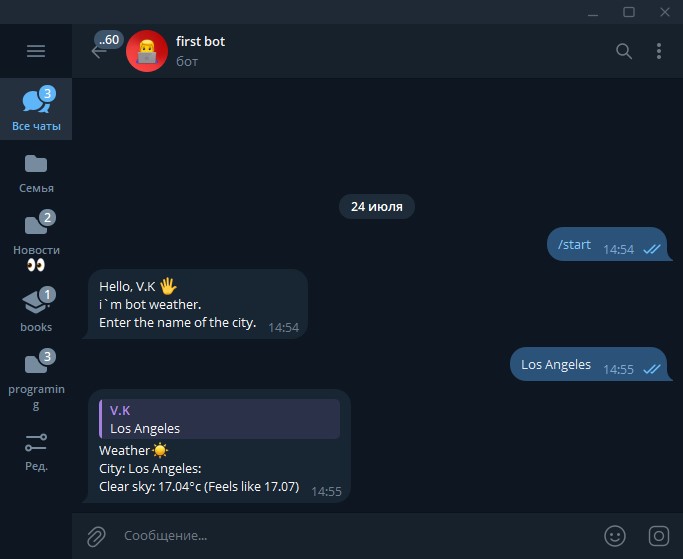 ..60
first bot
бот
3
Все чаты
Семья
2
Новости
👀
1
books
3
programin
g
Ред.
24 июля
/start 14:54
Hello, V.K 🖐
i`m bot weather.
Enter the name of the city. 14:54
Los Angeles 14:55
V.K
Los Angeles
Weather☀️
City: Los Angeles:
Clear sky: 17.04°c (Feels like 17.07) 14:55
Сообщение...